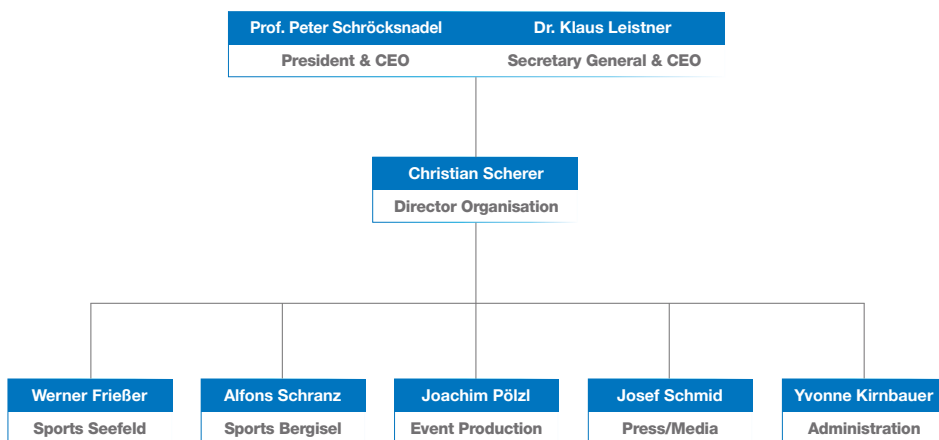 Prof. Peter Schröcksnadel Dr. Klaus Leistner
President & CEO Secretary General & CEO
Christian Scherer
Director Organisation
Werner Frießer Alfons Schranz Joachim Pölzl Josef Schmid Yvonne Kirnbauer
Sports Seefeld Sports Bergisel Event Production Press/Media Administration